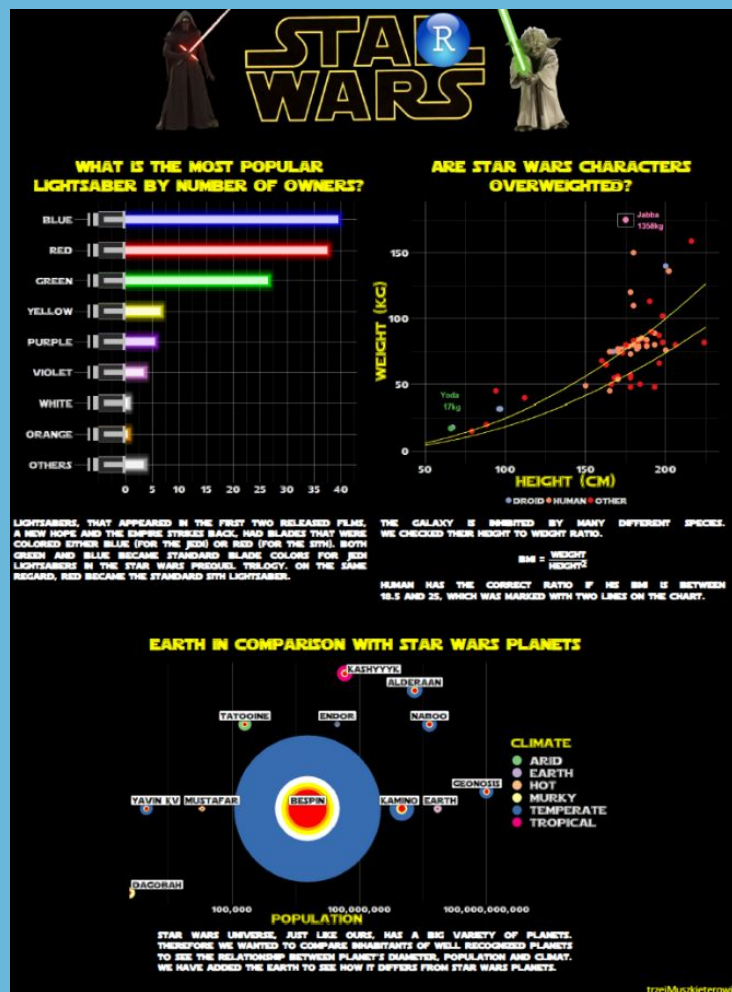 STAR
R
WARS
WHAT IS THE MOST POPULAR
LIGHTSABER BY NUMBER OF OWNERS?
BLUE
RED
GREEN
YELLOW
PURPLE
VIOLET
WHITE
ORANGE
OTHERS
0 5 10 15 20 25 30 35 40
LIGHTSABERS, THAT APPEARED IN THE FIRST TWO RELEASED FILMS,
A NEW HOPE AND THE EMPIRE STRIKES BACK, HAD BLADES THAT WERE
COLORED EITHER BLUE (FOR THE JEDI) OR RED (FOR THE SITH). BOTH
GREEN AND BLUE BECAME STANDARD BLADE COLORS FOR JEDI
LIGHTSABERS IN THE STAR WARS PREQUEL TRILOGY. ON THE SAME
REGARD, RED BECAME THE STANDARD SITH LIGHTSABER.
ARE STAR WARS CHARACTERS
OVERWEIGHTED?
WEIGHT (KG)
150
100
50
0
Jabba
1358kg
Yoda
17kg
50 100 150 200
HEIGHT (CM)
DROID HUMAN OTHER
THE GALAXY IS INHIBITED BY MANY DIFFERENT SPECIES.
WE CHECKED THEIR HEIGHT TO WEIGHT RATIO.
BMI = WEIGHT
HEIGHT²
HUMAN HAS THE CORRECT RATIO IF HIS BMI IS BETWEEN
18.5 AND 25, WHICH WAS MARKED WITH TWO LINES ON THE CHART.
EARTH IN COMPARISON WITH STAR WARS PLANETS
KASHYYYK
ALDERAAN
TATOOINE ENDOR NABOO
GEONOSIS
YAVIN KV MUSTAFAR BESPIN KAMINO EARTH
DAGOBAH
CLIMATE
ARID
EARTH
HOT
MURKY
TEMPERATE
TROPICAL
100,000 100,000,000 100,000,000,000
POPULATION
STAR WARS UNIVERSE, JUST LIKE OURS, HAS A BIG VARIETY OF PLANETS.
THEREFORE WE WANTED TO COMPARE INHABITANTS OF WELL RECOGNIZED PLANETS
TO SEE THE RELATIONSHIP BETWEEN PLANET'S DIAMETER, POPULATION AND CLIMAT.
WE HAVE ADDED THE EARTH TO SEE HOW IT DIFFERS FROM STAR WARS PLANETS.
trzejMuszkieterowi